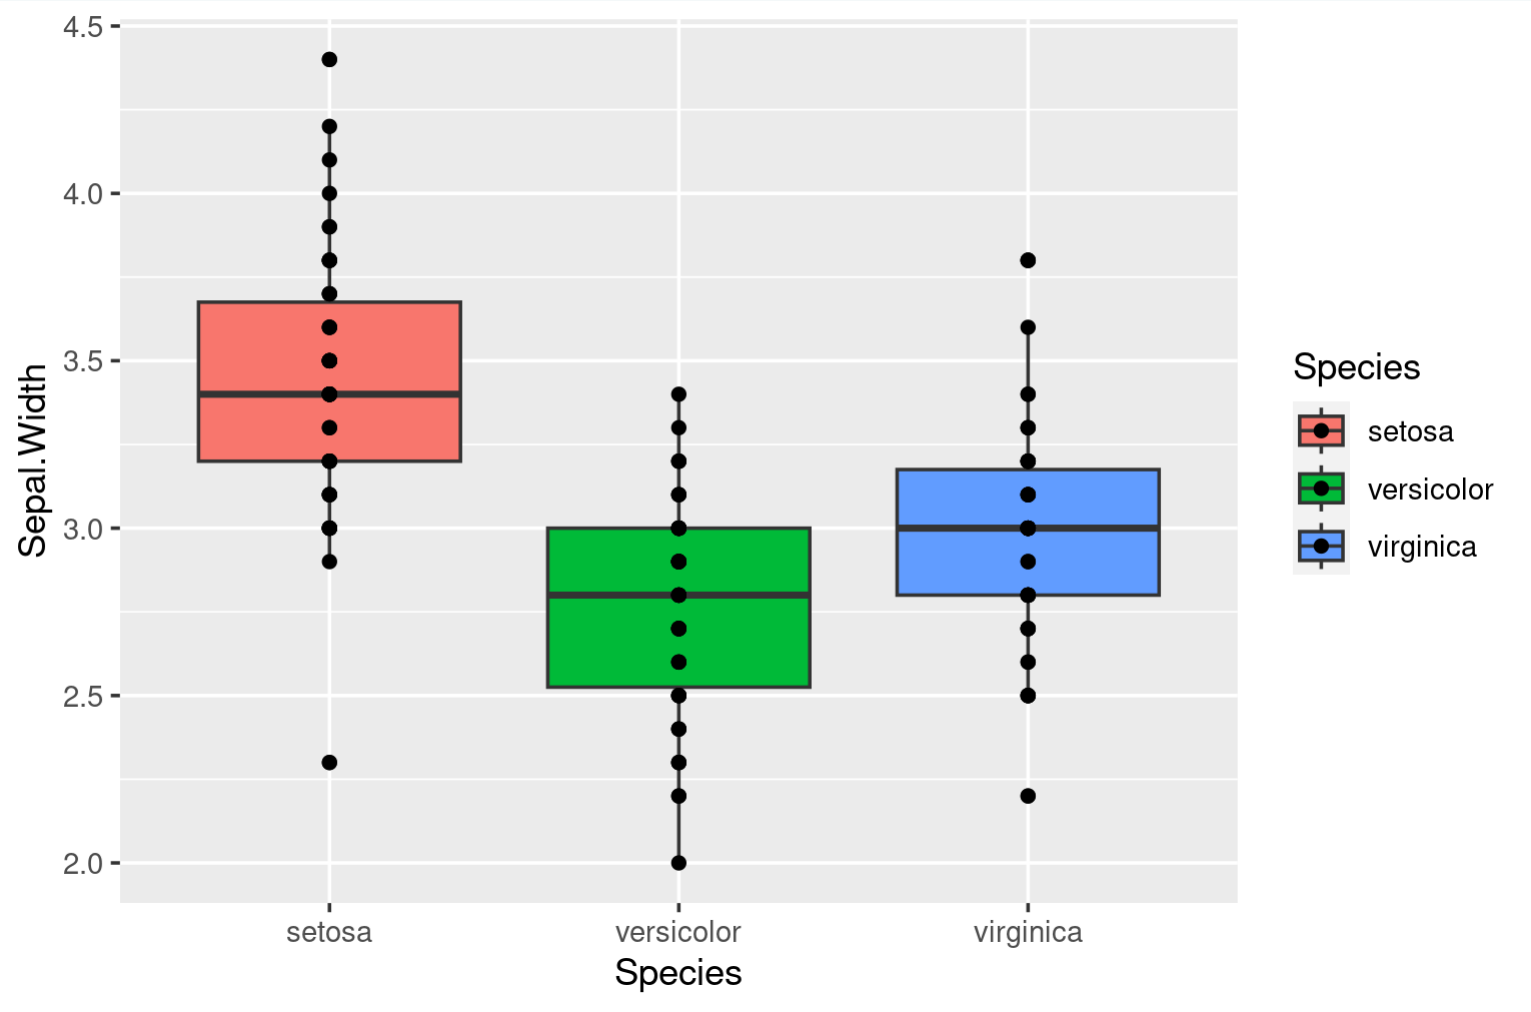 4.5
4.0
3.5
3.0
2.5
2.0
Sepal.Width
setosa
versicolor
virginica
Species
Species
setosa
versicolor
virginica